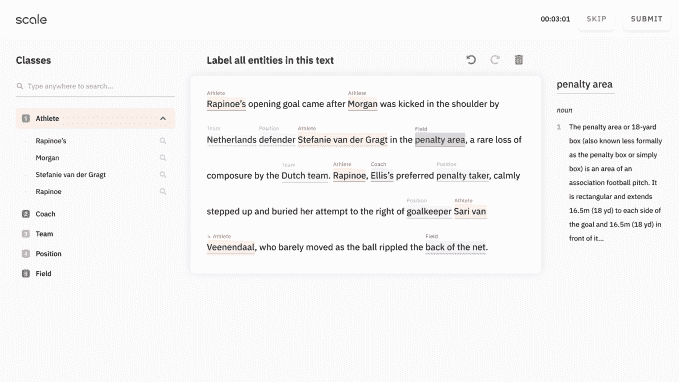 scale
00:03:01 SKIP SUBMIT
Classes
Type anywhere to search...
1 Athlete
Rapinoe's
Morgan
Stefanie van der Gragt
Rapinoe
2 Coach
3 Team
4 Position
5 Field
Label all entities in this text
Athlete Athlete
Rapinoe's opening goal came after Morgan was kicked in the shoulder by
Team Position Athlete Field
Netherlands defender Stefanie van der Gragt in the penalty area, a rare loss of
Team Athlete Coach Position
composure by the Dutch team. Rapinoe, Ellis's preferred penalty taker, calmly
Position Athlete
stepped up and buried her attempt to the right of goalkeeper Sari van
↳ Athlete Field
Veenendaal, who barely moved as the ball rippled the back of the net.
penalty area
noun
1 The penalty area or 18-yard
box (also known less formally
as the penalty box or simply
box) is an area of an
association football pitch. It
is rectangular and extends
16.5m (18 yd) to each side of
the goal and 16.5m (18 yd) in
front of it...